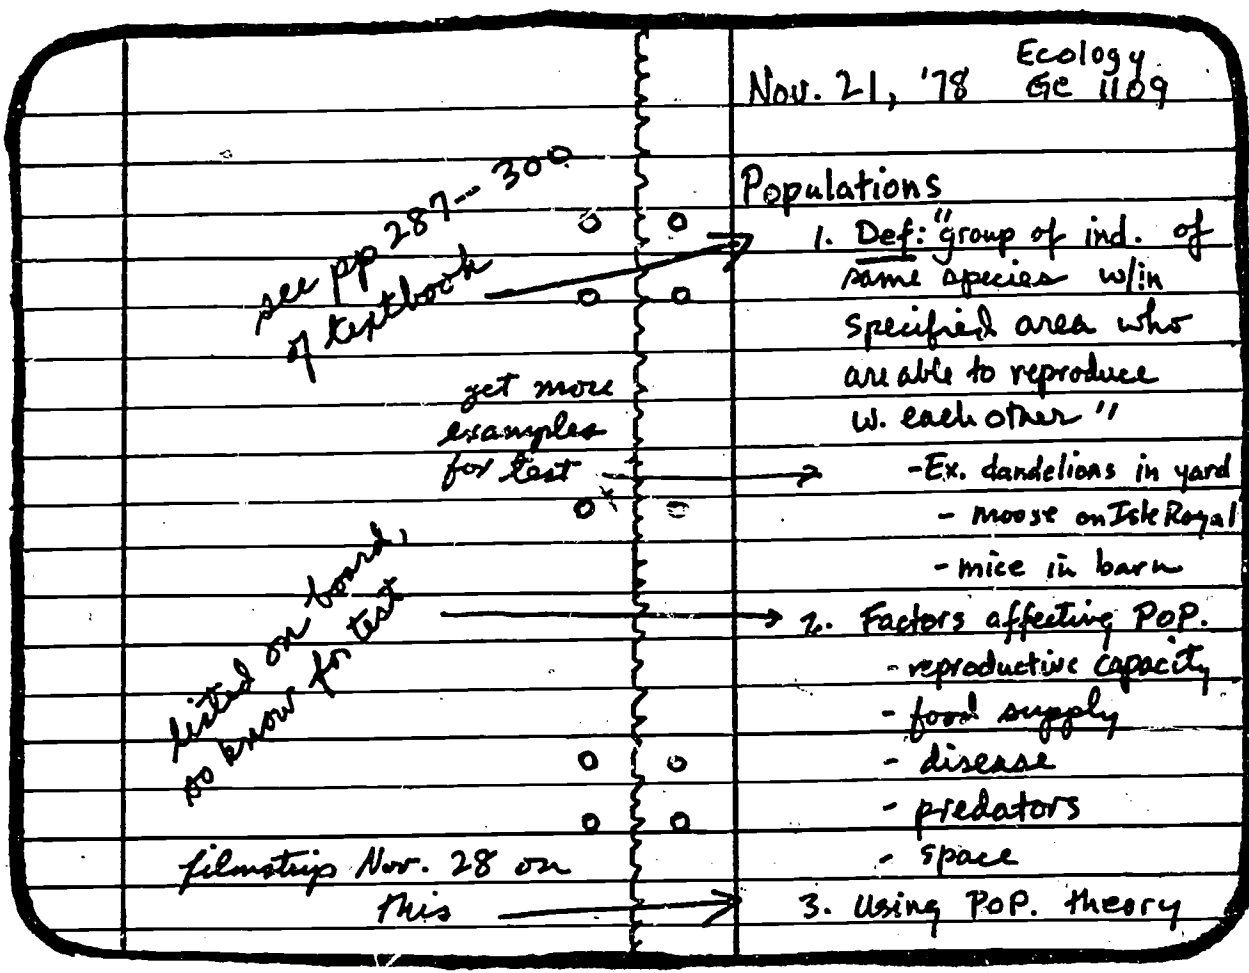 see pp 287-- 300
of textbook
get more
examples
for test
listed on board,
so know for test
filmstrip Nov. 28 on
this
Ecology
Nov. 21, '78 GC 1109
Populations
1. Def: "group of ind. of
same species w/in
specified area who
are able to reproduce
w. each other"
-Ex. dandelions in yard
- moose on Isle Royal
- mice in barn
2. Factors affecting POP.
- reproductive capacity
- food supply
- disease
- predators
- space
3. Using POP. theory